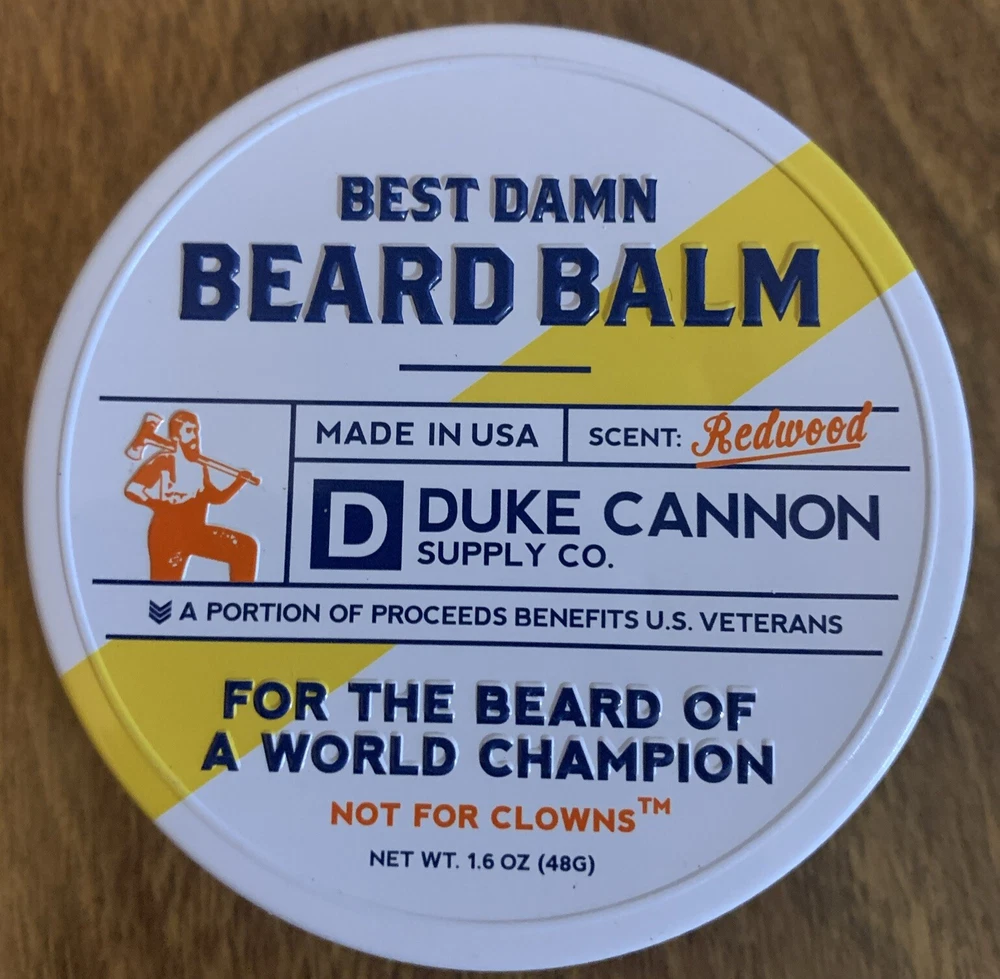 BEST DAMN
BEARD BALM
MADE IN USA
SCENT: Redwood
D DUKE CANNON
SUPPLY CO.
A PORTION OF PROCEEDS BENEFITS U.S. VETERANS
FOR THE BEARD OF
A WORLD CHAMPION
NOT FOR CLOWNS™
NET WT. 1.6 OZ (48G)